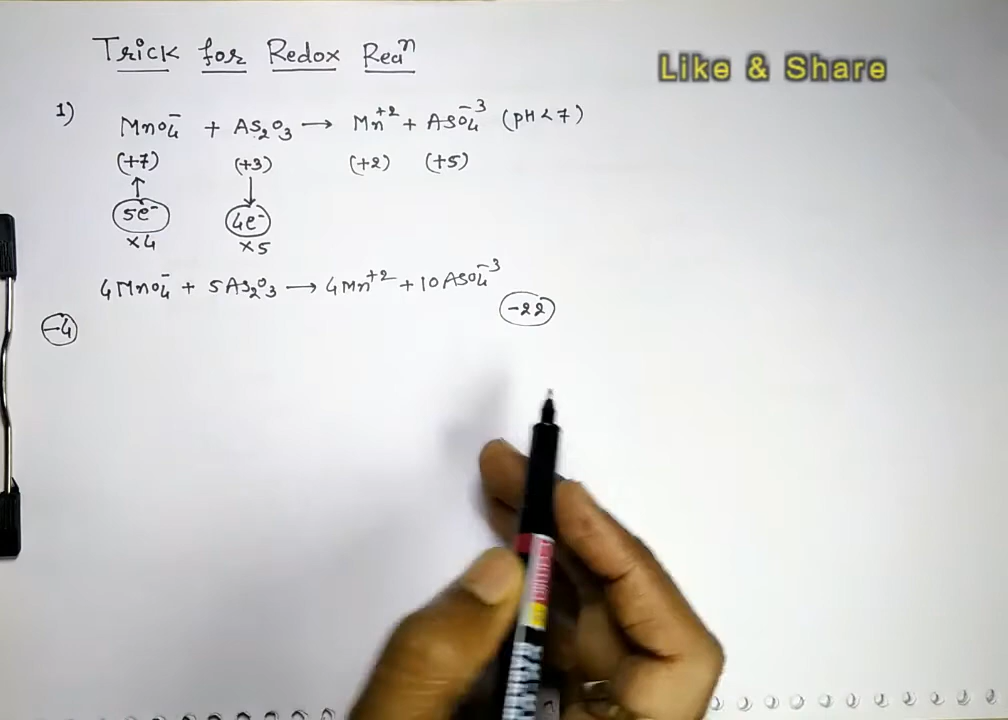 Trick for Redox Reaⁿ
Like & Share
1) MnO₄⁻ + AS₂O₃ → Mn⁺² + ASO₄⁻³ (pH < 7)
(+7) (+3) (+2) (+5)
↑ ↓
5e⁻ 4e⁻
×4 ×5
4MnO₄⁻ + 5AS₂O₃ → 4Mn⁺² + 10ASO₄⁻³
-4 -22